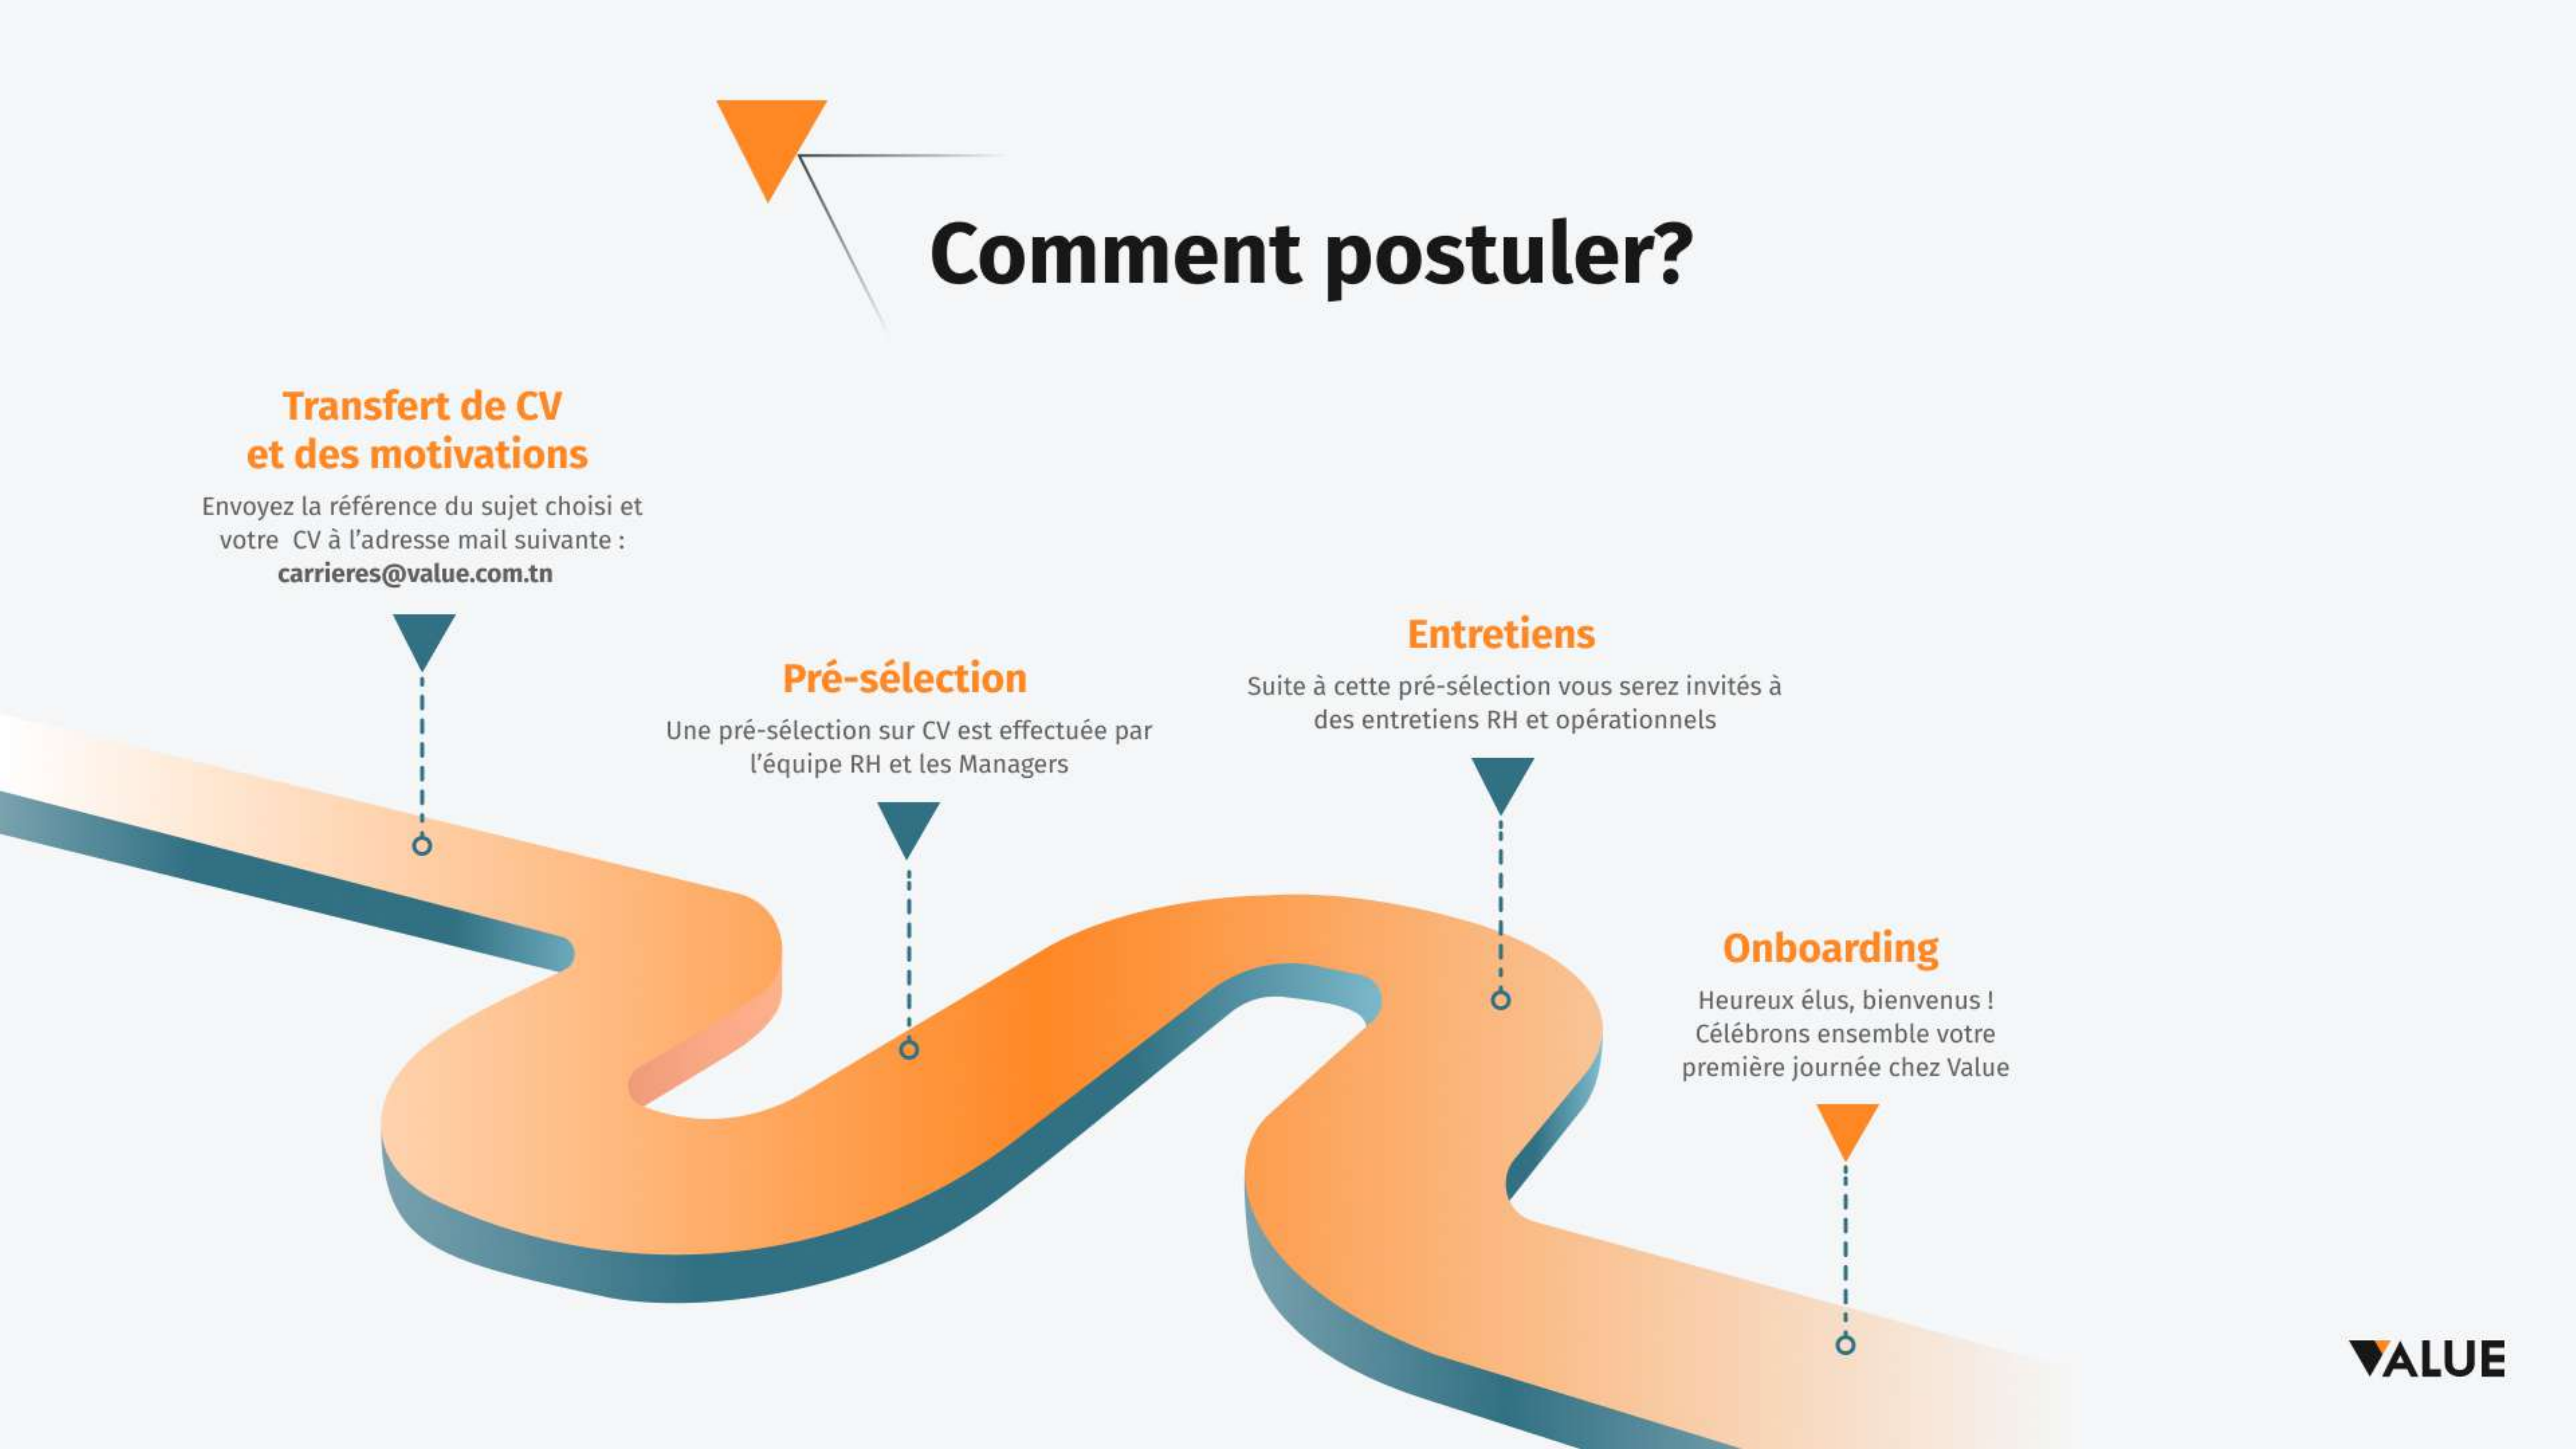 Comment postuler?
Transfert de CV
et des motivations
Envoyez la référence du sujet choisi et
votre CV à l'adresse mail suivante :
carrieres@value.com.tn
Pré-sélection
Une pré-sélection sur CV est effectuée par
l'équipe RH et les Managers
Entretiens
Suite à cette pré-sélection vous serez invités à
des entretiens RH et opérationnels
Onboarding
Heureux élus, bienvenus !
Célébrons ensemble votre
première journée chez Value
VALUE